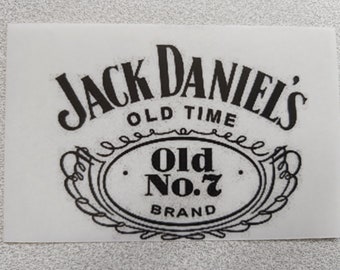 JACK DANIEL'S
OLD TIME
Old
No.7
BRAND